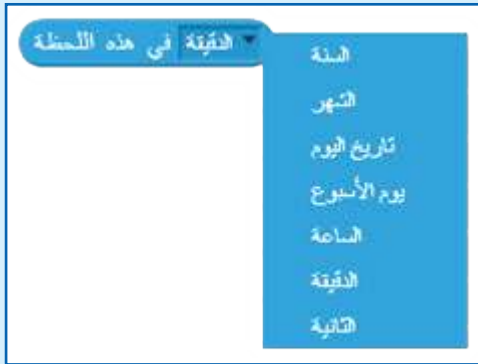 الدقيقة في هذه اللحظة
السنة
الشهر
تاريخ اليوم
يوم الأسبوع
الساعة
الدقيقة
الثانية